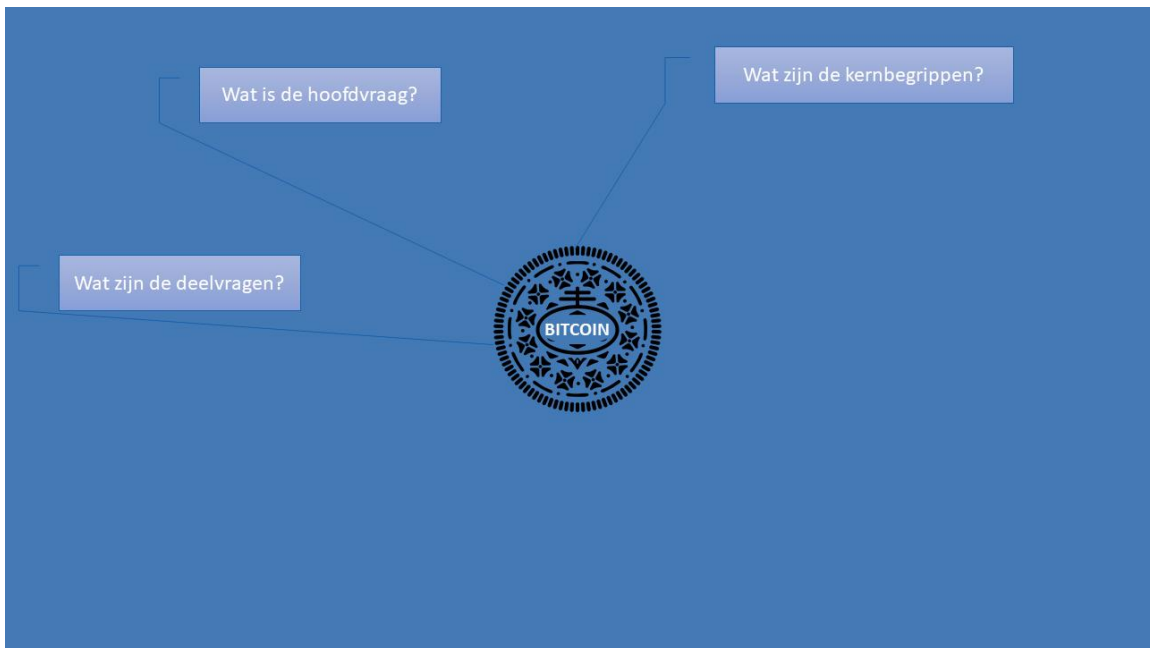 Wat zijn de kernbegrippen?
Wat is de hoofdvraag?
Wat zijn de deelvragen?
BITCOIN